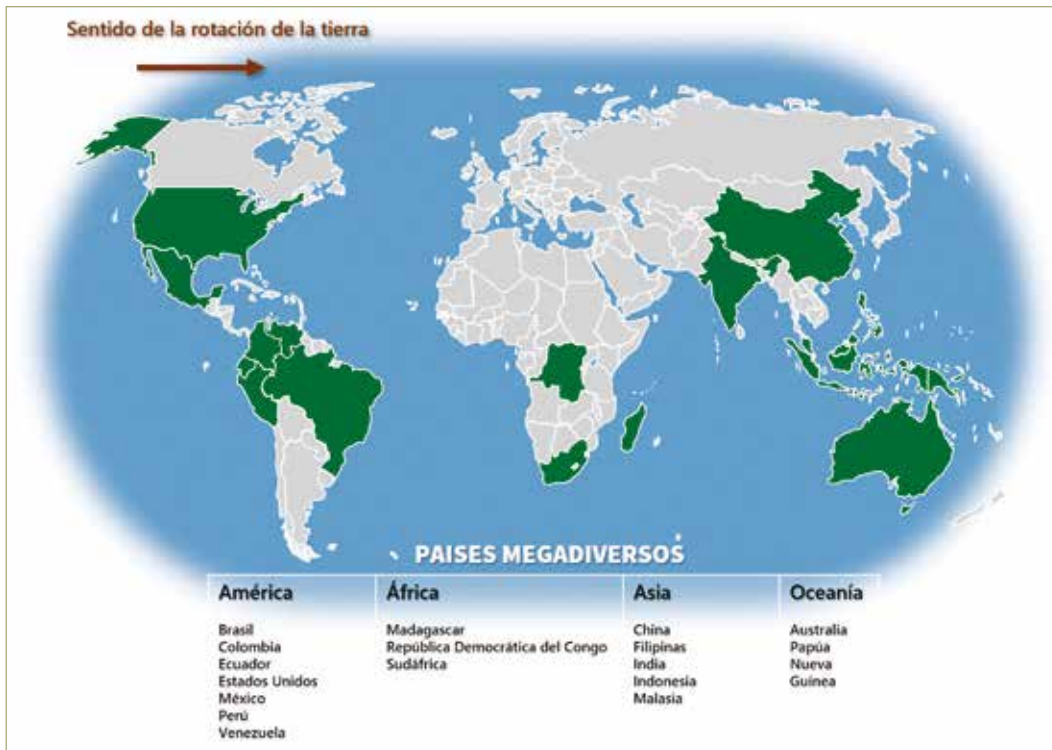 Sentido de la rotación de la tierra
PAISES MEGADIVERSOS
América
Brasil
Colombia
Ecuador
Estados Unidos
México
Perú
Venezuela
África
Madagascar
República Democrática del Congo
Sudáfrica
Asia
China
Filipinas
India
Indonesia
Malasia
Oceanía
Australia
Papúa
Nueva
Guinea